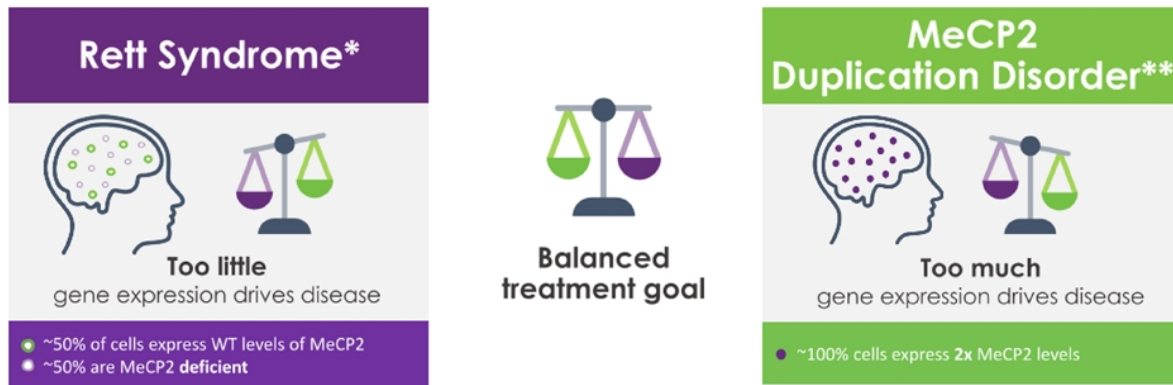 Rett Syndrome*
Too little
gene expression drives disease
~50% of cells express WT levels of MeCP2
~50% are MeCP2 deficient
Balanced
treatment goal
MeCP2
Duplication Disorder**
Too much
gene expression drives disease
~100% cells express 2x MeCP2 levels